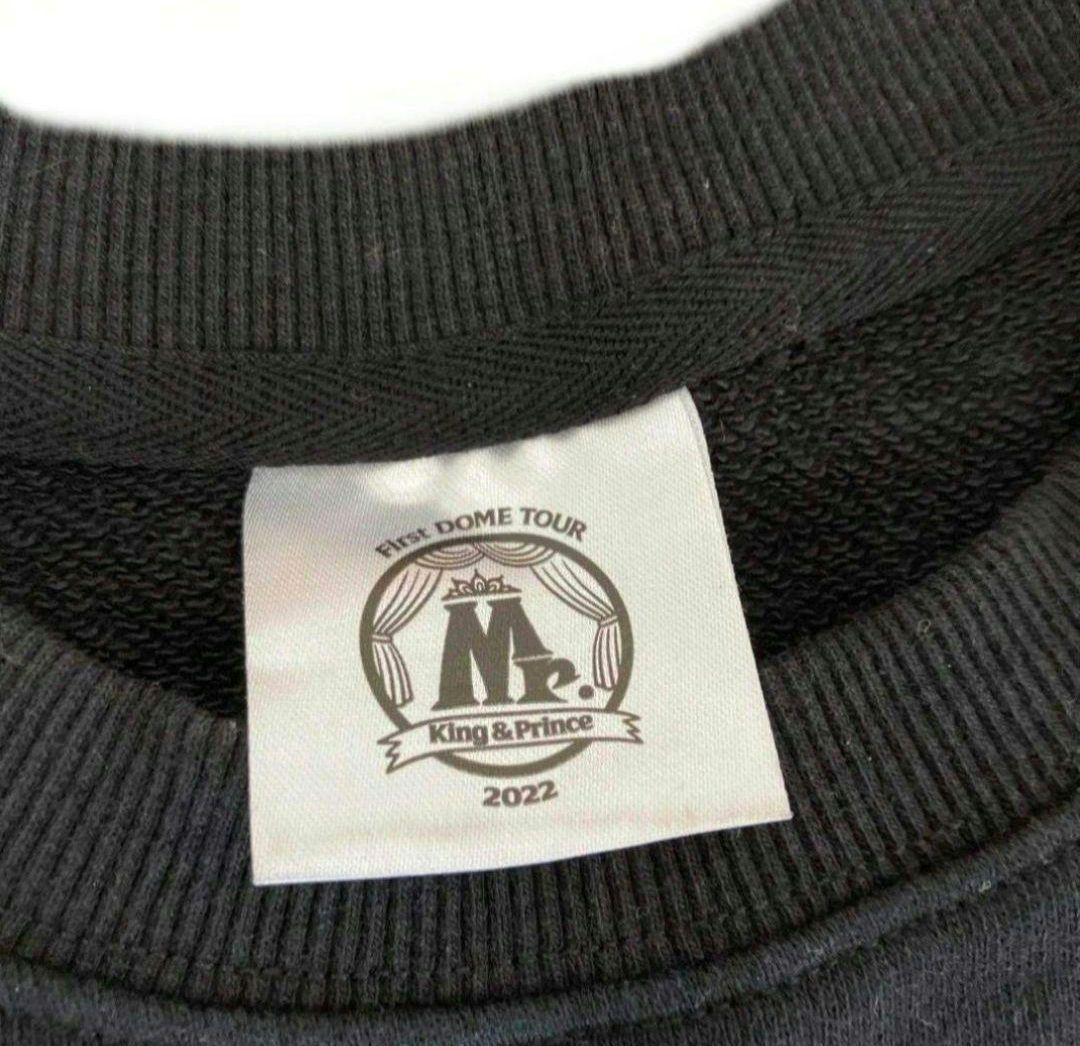 First DOME TOUR
Mr.
King & Prince
2022